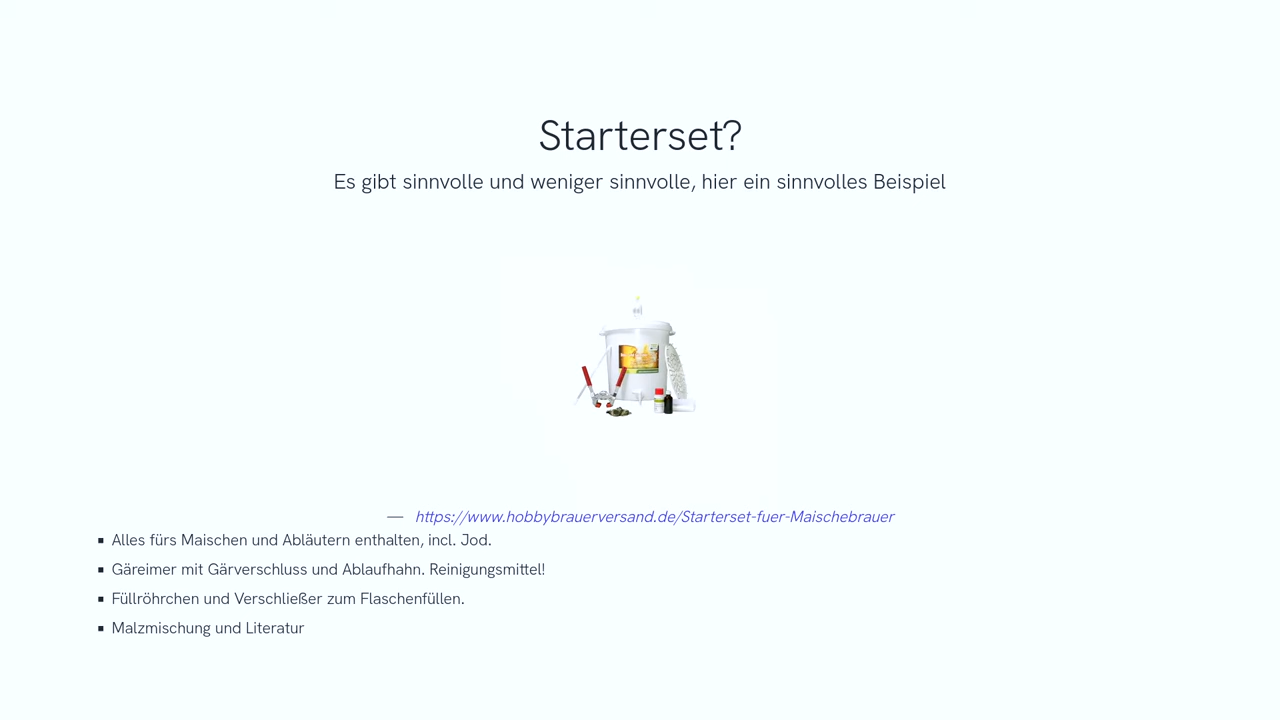 Starterset?
Es gibt sinnvolle und weniger sinnvolle, hier ein sinnvolles Beispiel
— https://www.hobbybrauerversand.de/Starterset-fuer-Maischebrauer
▪ Alles fürs Maischen und Abläutern enthalten, incl. Jod.
▪ Gäreimer mit Gärverschluss und Ablaufhahn. Reinigungsmittel!
▪ Füllröhrchen und Verschließer zum Flaschenfüllen.
▪ Malzmischung und Literatur